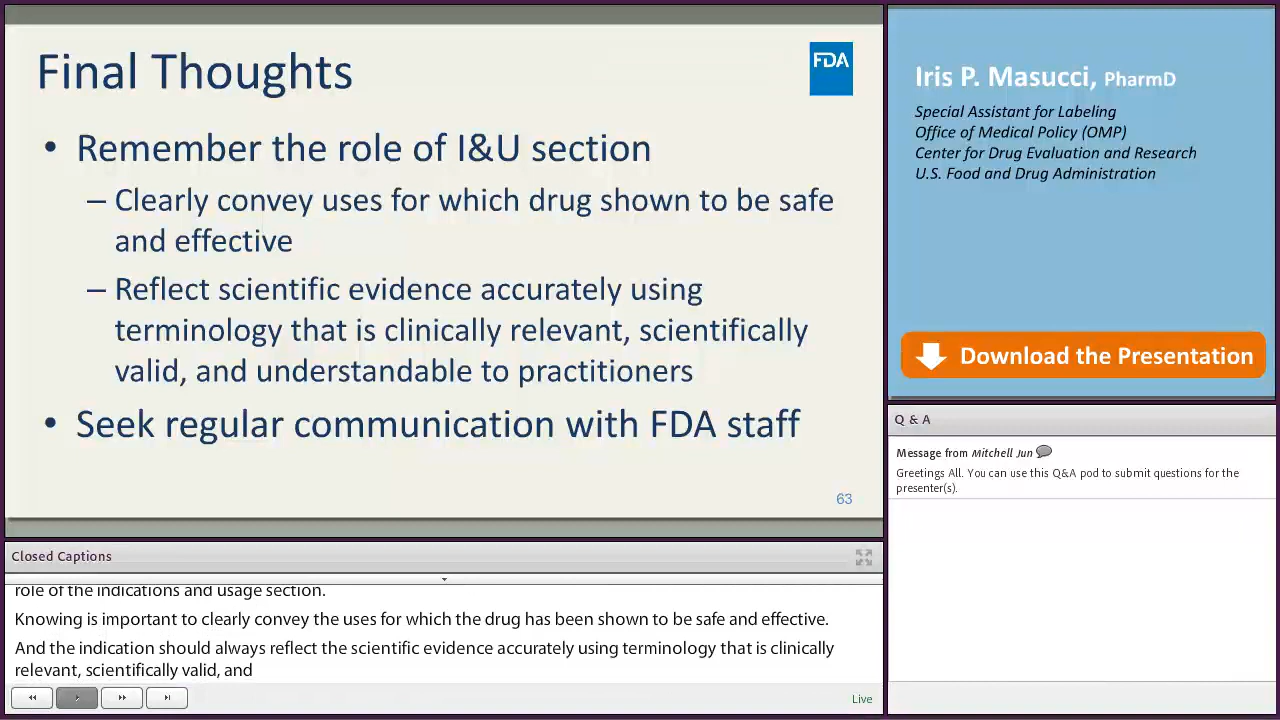 Final Thoughts
FDA
• Remember the role of I&U section
– Clearly convey uses for which drug shown to be safe
and effective
– Reflect scientific evidence accurately using
terminology that is clinically relevant, scientifically
valid, and understandable to practitioners
• Seek regular communication with FDA staff
63
Iris P. Masucci, PharmD
Special Assistant for Labeling
Office of Medical Policy (OMP)
Center for Drug Evaluation and Research
U.S. Food and Drug Administration
Download the Presentation
Q & A
Message from Mitchell Jun
Greetings All. You can use this Q&A pod to submit questions for the
presenter(s).
Closed Captions
role of the indications and usage section.
Knowing is important to clearly convey the uses for which the drug has been shown to be safe and effective.
And the indication should always reflect the scientific evidence accurately using terminology that is clinically
relevant, scientifically valid, and
Live